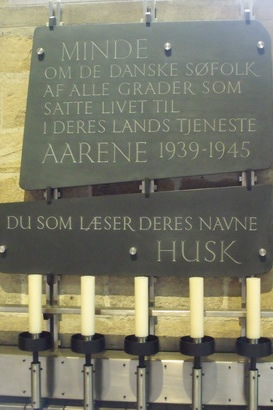 MINDE
OM DE DANSKE SØFOLK
AF ALLE GRADER SOM
SATTE LIVET TIL
I DERES LANDS TJENESTE
AARENE 1939-1945
DU SOM LÆSER DERES NAVNE
HUSK